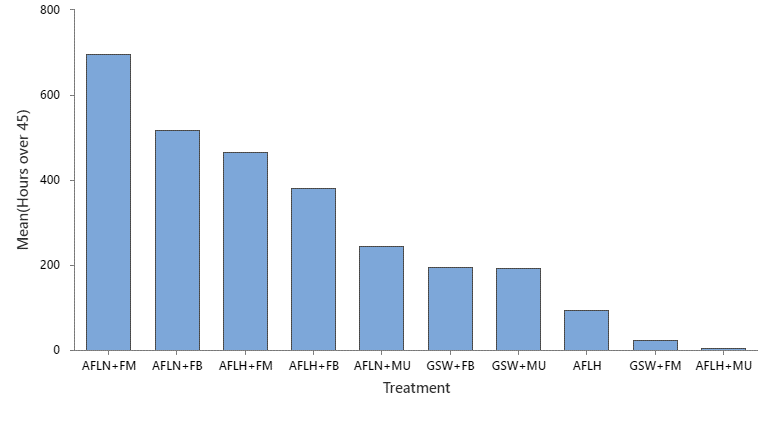 800
600
400
200
0
Mean(Hours over 45)
AFLN+FM AFLN+FB AFLH+FM AFLH+FB AFLN+MU GSW+FB GSW+MU AFLH GSW+FM AFLH+MU
Treatment